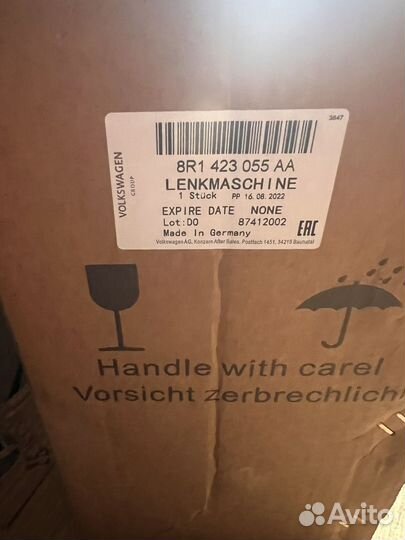 3647
VOLKSWAGEN
GROUP
8R1 423 055 AA
LENKMASCHINE
1 Stück PP 16.08.2022
EXPIRE DATE NONE
Lot:DO 87412002
Made In Germany
EAC
Volkswagen AG, Konzern After Sales, Postfach 1451, 34219 Baunatal
Handle with care!
Vorsicht zerbrechlich
Avito